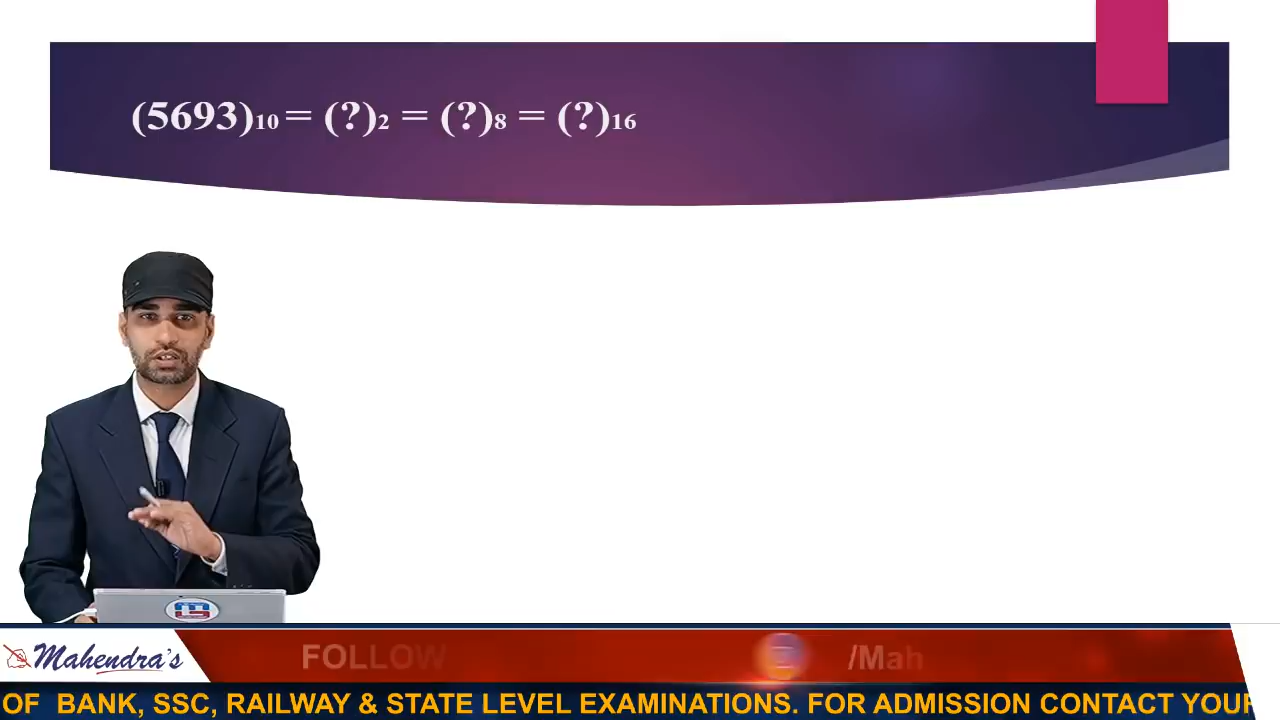 (5693)10 = (?)2 = (?)8 = (?)16
Mahendra's
FOLLOW
/Mah
OF BANK, SSC, RAILWAY & STATE LEVEL EXAMINATIONS. FOR ADMISSION CONTACT YOUR